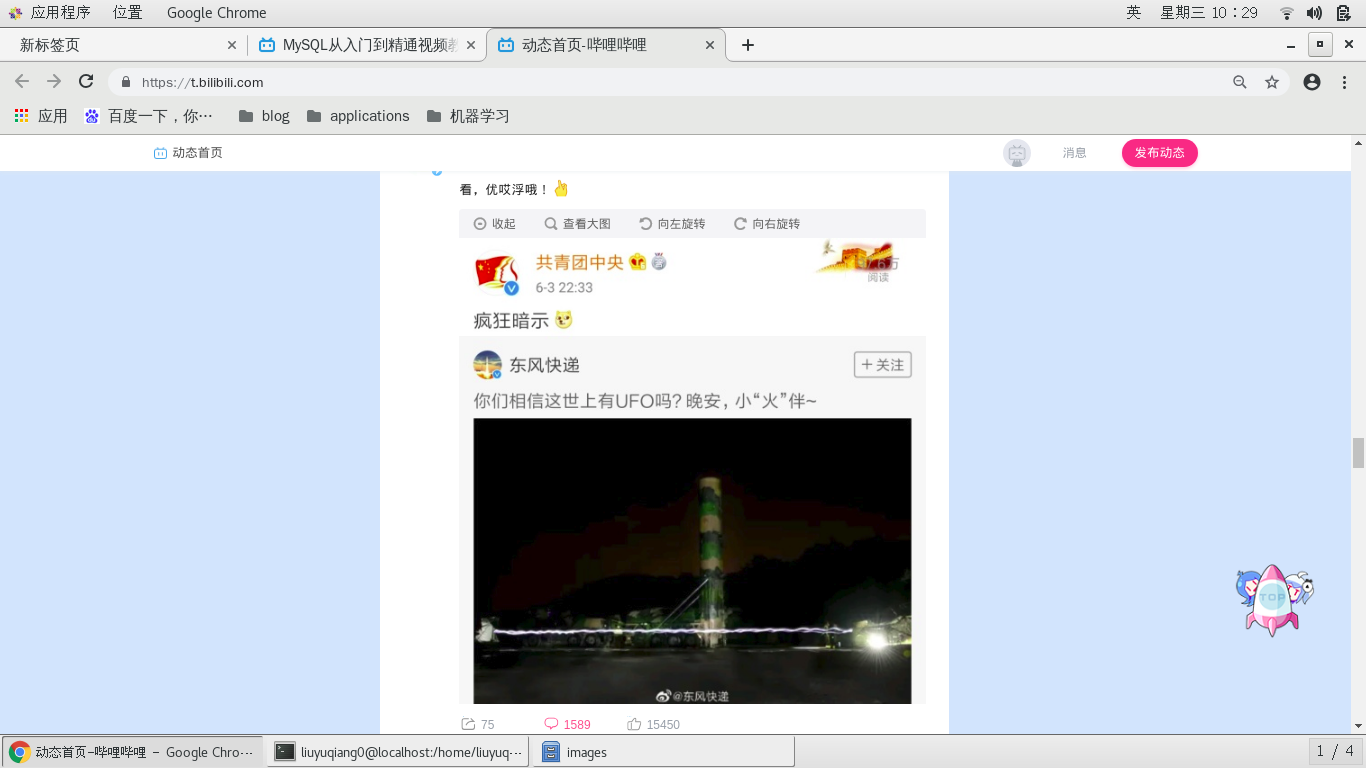 应用程序 位置 Google Chrome 英 星期三 10：29
新标签页 MySQL从入门到精通视频教 动态首页-哔哩哔哩
https://t.bilibili.com
应用 百度一下，你… blog applications 机器学习
动态首页 消息 发布动态
看，优哎浮哦！
收起 查看大图 向左旋转 向右旋转
共青团中央
6-3 22:33
阅读
疯狂暗示
东风快递 +关注
你们相信这世上有UFO吗? 晚安，小“火”伴~
TOP
@东风快递
75 1589 15450
动态首页-哔哩哔哩 - Google Chro… liuyuqiang0@localhost:/home/liuyuq… images 1 / 4